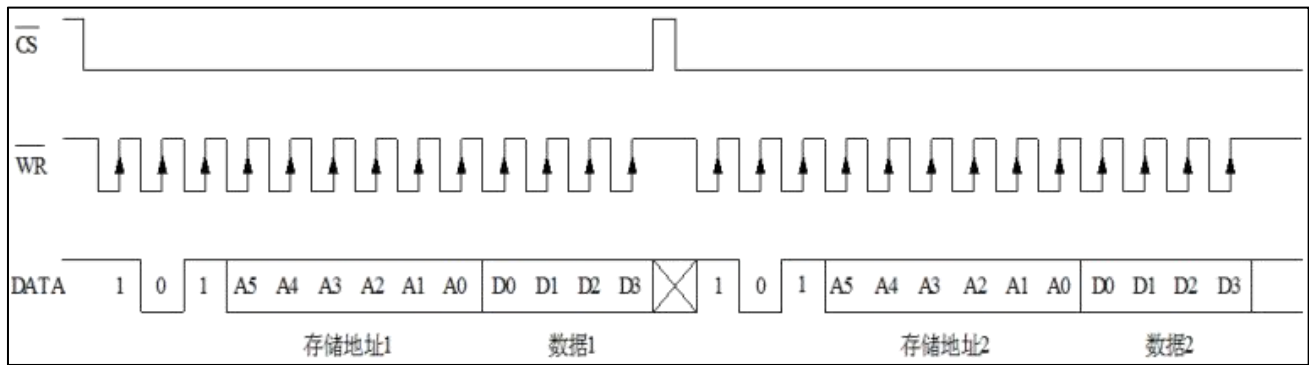 CS
WR
DATA 1 0 1 A5 A4 A3 A2 A1 A0 D0 D1 D2 D3 1 0 1 A5 A4 A3 A2 A1 A0 D0 D1 D2 D3
存储地址1 数据1 存储地址2 数据2